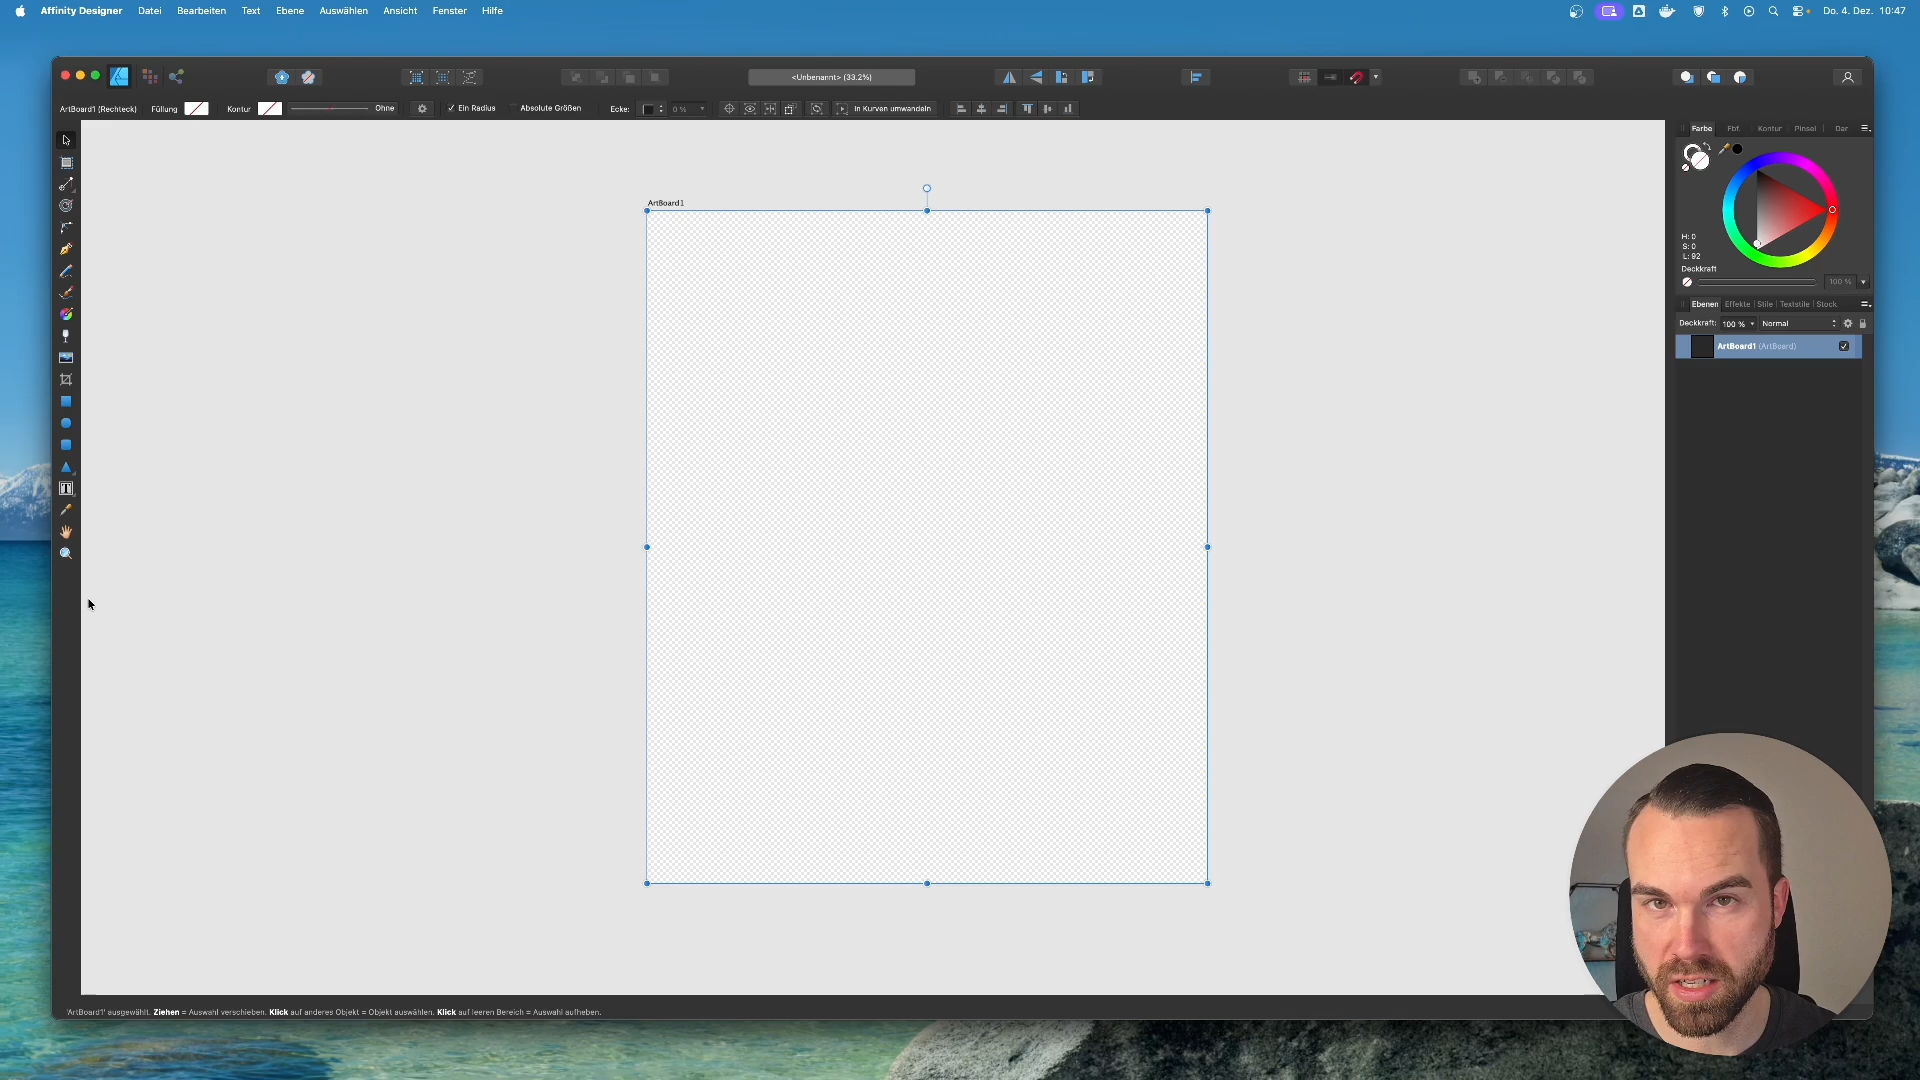 Affinity Designer Datei Bearbeiten Text Ebene Auswählen Ansicht Fenster Hilfe Do. 4. Dez. 10:47
<Unbenannt> (33.2%)
ArtBoard1 (Rechteck) Füllung Kontur Ohne Ein Radius Absolute Größen Ecke: 0 % In Kurven umwandeln
Farbe Fbf. Kontur Pinsel Dar
H: 0
S: 0
L: 92
Deckkraft
100 %
Ebenen Effekte Stile Textstile Stock
Deckkraft: 100 % Normal
ArtBoard1 (ArtBoard)
ArtBoard1
'ArtBoard1' ausgewählt. Ziehen = Auswahl verschieben. Klick auf anderes Objekt = Objekt auswählen. Klick auf leeren Bereich = Auswahl aufheben.